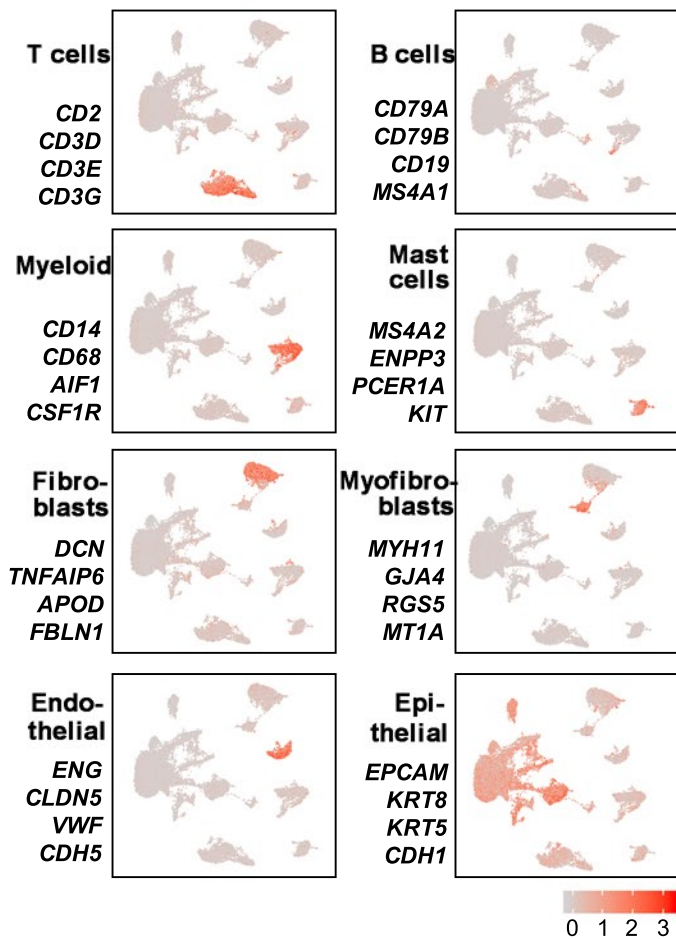 T cells
CD2
CD3D
CD3E
CD3G
B cells
CD79A
CD79B
CD19
MS4A1
Myeloid
CD14
CD68
AIF1
CSF1R
Mast
cells
MS4A2
ENPP3
PCER1A
KIT
Fibro-
blasts
DCN
TNFAIP6
APOD
FBLN1
Myofibro-
blasts
MYH11
GJA4
RGS5
MT1A
Endo-
thelial
ENG
CLDN5
VWF
CDH5
Epi-
thelial
EPCAM
KRT8
KRT5
CDH1
0 1 2 3